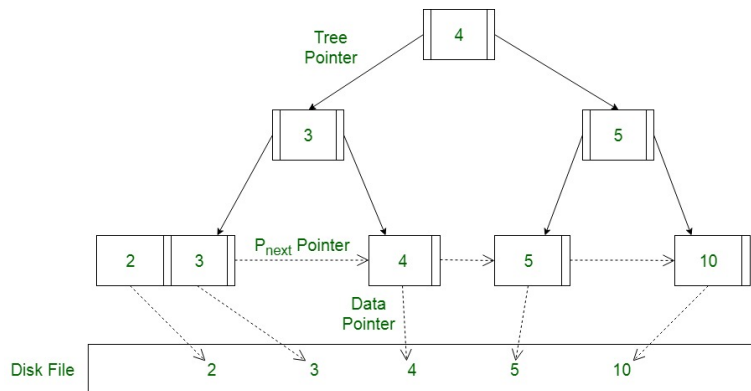 Tree
Pointer
4
3
5
2 3 P_next Pointer 4 5 10
Data
Pointer
Disk File 2 3 4 5 10